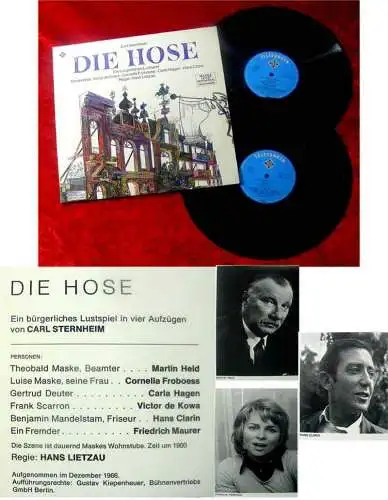 Carl Sternheim
DIE HOSE
Ein bürgerliches Lustspiel
TELEFUNKEN
TELEFUNKEN
DIE HOSE
Ein bürgerliches Lustspiel in vier Aufzügen
von CARL STERNHEIM
PERSONEN:
Theobald Maske, Beamter . . . . Martin Held
Luise Maske, seine Frau . . Cornelia Froboess
Gertrud Deuter . . . . . . . . . . . Carla Hagen
Frank Scarron . . . . . . . . . Victor de Kowa
Benjamin Mandelstam, Friseur . Hans Clarin
Ein Fremder . . . . . . . . . Friedrich Maurer
Die Szene ist dauernd Maskes Wohnstube. Zeit um 1900
Regie: HANS LIETZAU
Aufgenommen im Dezember 1966.
Aufführungsrechte: Gustav Kiepenheuer, Bühnenvertriebs
GmbH Berlin.